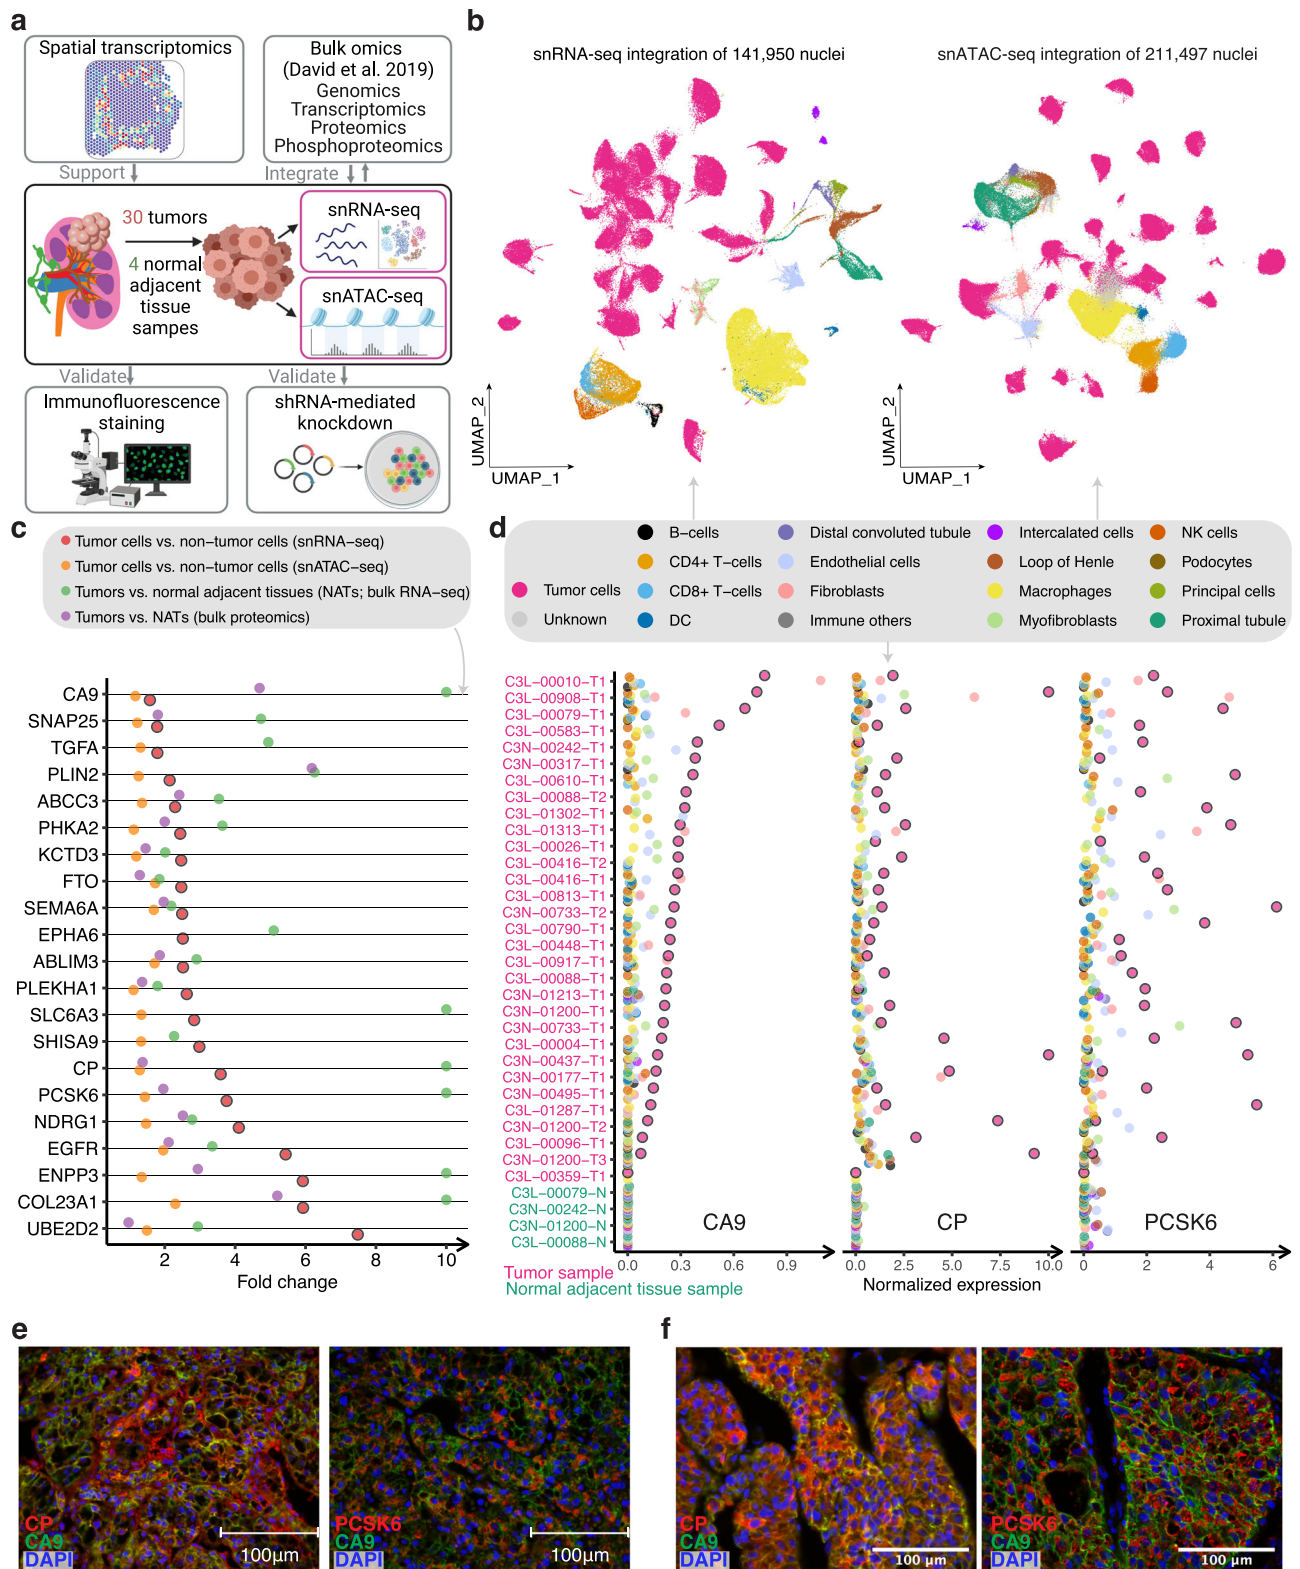 a
Spatial transcriptomics
Bulk omics
(David et al. 2019)
Genomics
Transcriptomics
Proteomics
Phosphoproteomics
Support
Integrate
30 tumors
4 normal
adjacent
tissue
sampes
snRNA-seq
snATAC-seq
Validate
Validate
Immunofluorescence
staining
shRNA-mediated
knockdown
b
snRNA-seq integration of 141,950 nuclei
snATAC-seq integration of 211,497 nuclei
UMAP_2
UMAP_1
UMAP_2
UMAP_1
c
Tumor cells vs. non-tumor cells (snRNA-seq)
Tumor cells vs. non-tumor cells (snATAC-seq)
Tumors vs. normal adjacent tissues (NATs; bulk RNA-seq)
Tumors vs. NATs (bulk proteomics)
CA9
SNAP25
TGFA
PLIN2
ABCC3
PHKA2
KCTD3
FTO
SEMA6A
EPHA6
ABLIM3
PLEKHA1
SLC6A3
SHISA9
CP
PCSK6
NDRG1
EGFR
ENPP3
COL23A1
UBE2D2
2 4 6 8 10
Fold change
d
Tumor cells
Unknown
B-cells
CD4+ T-cells
CD8+ T-cells
DC
Distal convoluted tubule
Endothelial cells
Fibroblasts
Immune others
Intercalated cells
Loop of Henle
Macrophages
Myofibroblasts
NK cells
Podocytes
Principal cells
Proximal tubule
C3L-00010-T1
C3L-00908-T1
C3L-00079-T1
C3L-00583-T1
C3N-00242-T1
C3N-00317-T1
C3L-00610-T1
C3L-00088-T2
C3L-01302-T1
C3L-01313-T1
C3L-00026-T1
C3L-00416-T2
C3L-00416-T1
C3L-00813-T1
C3N-00733-T2
C3L-00790-T1
C3L-00448-T1
C3L-00917-T1
C3L-00088-T1
C3N-01213-T1
C3N-01200-T1
C3N-00733-T1
C3L-00004-T1
C3N-00437-T1
C3N-00177-T1
C3N-00495-T1
C3L-01287-T1
C3N-01200-T2
C3L-00096-T1
C3N-01200-T3
C3L-00359-T1
C3L-00079-N
C3N-00242-N
C3N-01200-N
C3L-00088-N
CA9
CP
PCSK6
0.0 0.3 0.6 0.9
0.0 2.5 5.0 7.5 10.0
0 2 4 6
Tumor sample
Normal adjacent tissue sample
Normalized expression
e
CP
CA9
DAPI
100µm
PCSK6
CA9
DAPI
100µm
f
CP
CA9
DAPI
100 µm
PCSK6
CA9
DAPI
100 µm